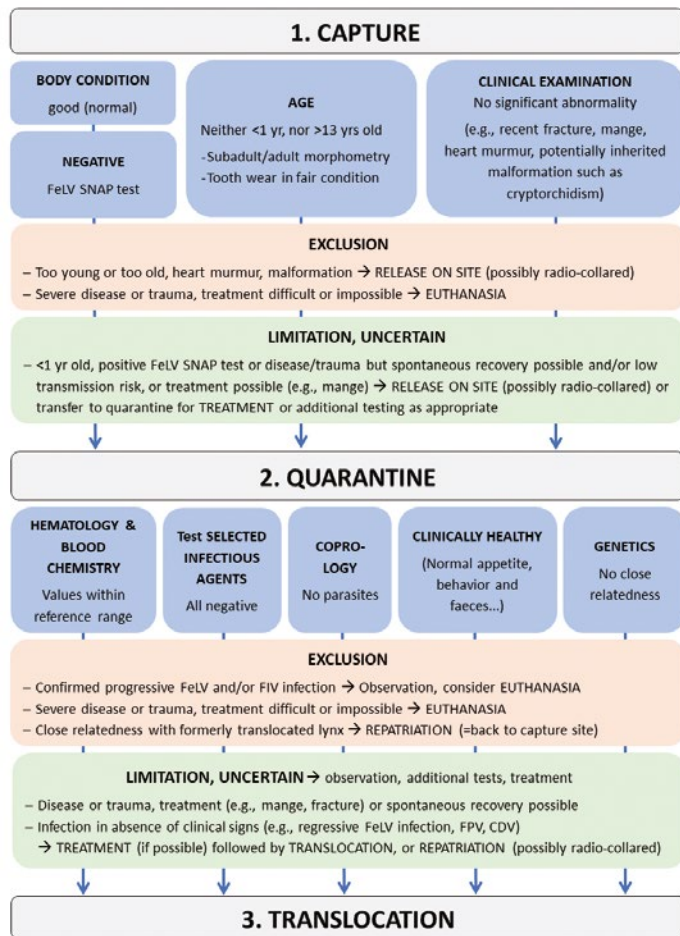 1. CAPTURE
BODY CONDITION
good (normal)
NEGATIVE
FeLV SNAP test
AGE
Neither <1 yr, nor >13 yrs old
-Subadult/adult morphometry
-Tooth wear in fair condition
CLINICAL EXAMINATION
No significant abnormality
(e.g., recent fracture, mange,
heart murmur, potentially inherited
malformation such as
cryptorchidism)
EXCLUSION
– Too young or too old, heart murmur, malformation → RELEASE ON SITE (possibly radio-collared)
– Severe disease or trauma, treatment difficult or impossible → EUTHANASIA
LIMITATION, UNCERTAIN
– <1 yr old, positive FeLV SNAP test or disease/trauma but spontaneous recovery possible and/or low
transmission risk, or treatment possible (e.g., mange) → RELEASE ON SITE (possibly radio-collared) or
transfer to quarantine for TREATMENT or additional testing as appropriate
2. QUARANTINE
HEMATOLOGY &
BLOOD
CHEMISTRY
Values within
reference range
Test SELECTED
INFECTIOUS
AGENTS
All negative
COPRO-
LOGY
No parasites
CLINICALLY HEALTHY
(Normal appetite,
behavior and
faeces...)
GENETICS
No close
relatedness
EXCLUSION
– Confirmed progressive FeLV and/or FIV infection → Observation, consider EUTHANASIA
– Severe disease or trauma, treatment difficult or impossible → EUTHANASIA
– Close relatedness with formerly translocated lynx → REPATRIATION (=back to capture site)
LIMITATION, UNCERTAIN → observation, additional tests, treatment
– Disease or trauma, treatment (e.g., mange, fracture) or spontaneous recovery possible
– Infection in absence of clinical signs (e.g., regressive FeLV infection, FPV, CDV)
→ TREATMENT (if possible) followed by TRANSLOCATION, or REPATRIATION (possibly radio-collared)
3. TRANSLOCATION